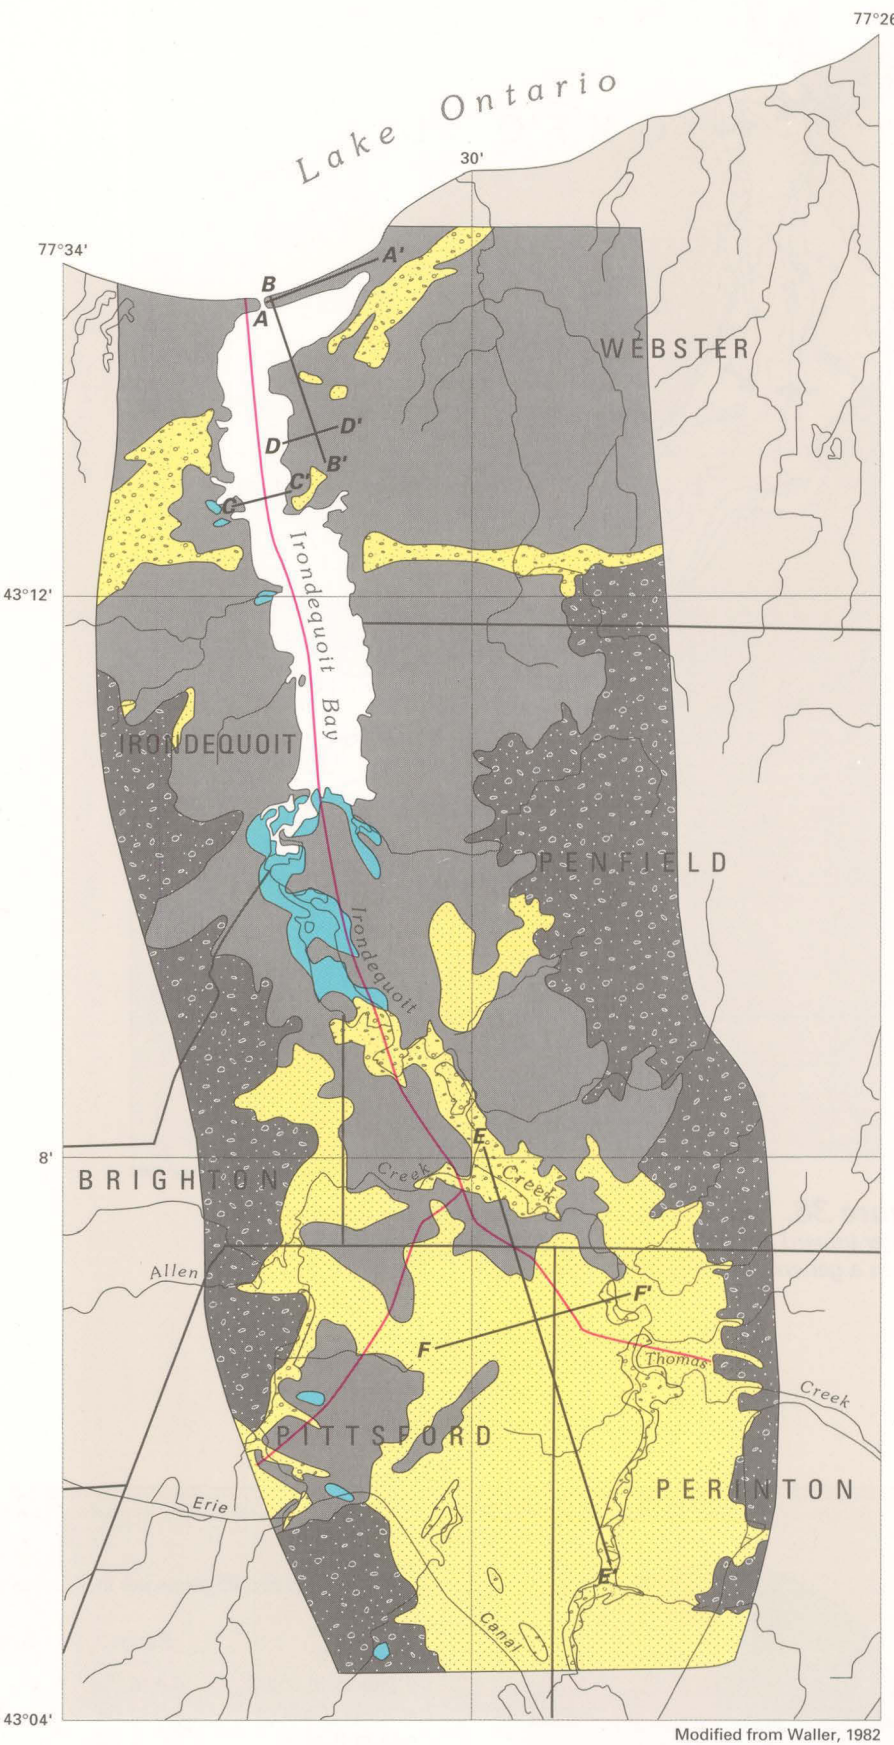 77°26
Lake Ontario
30'
77°34'
A'
B
A
WEBSTER
D'
D
B'
C'
C
Irondequoit Bay
43°12'
IRONDEQUOIT
PENFIELD
Irondequoit
E
8'
Creek
Creek
BRIGHTON
Allen
F'
F
Thomas
Creek
PITTSFORD
PERINTON
Erie
E'
Canal
43°04'
Modified from Waller, 1982